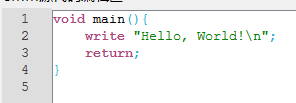 1 void main(){
2     write "Hello, World!\n";
3     return;
4 }
5